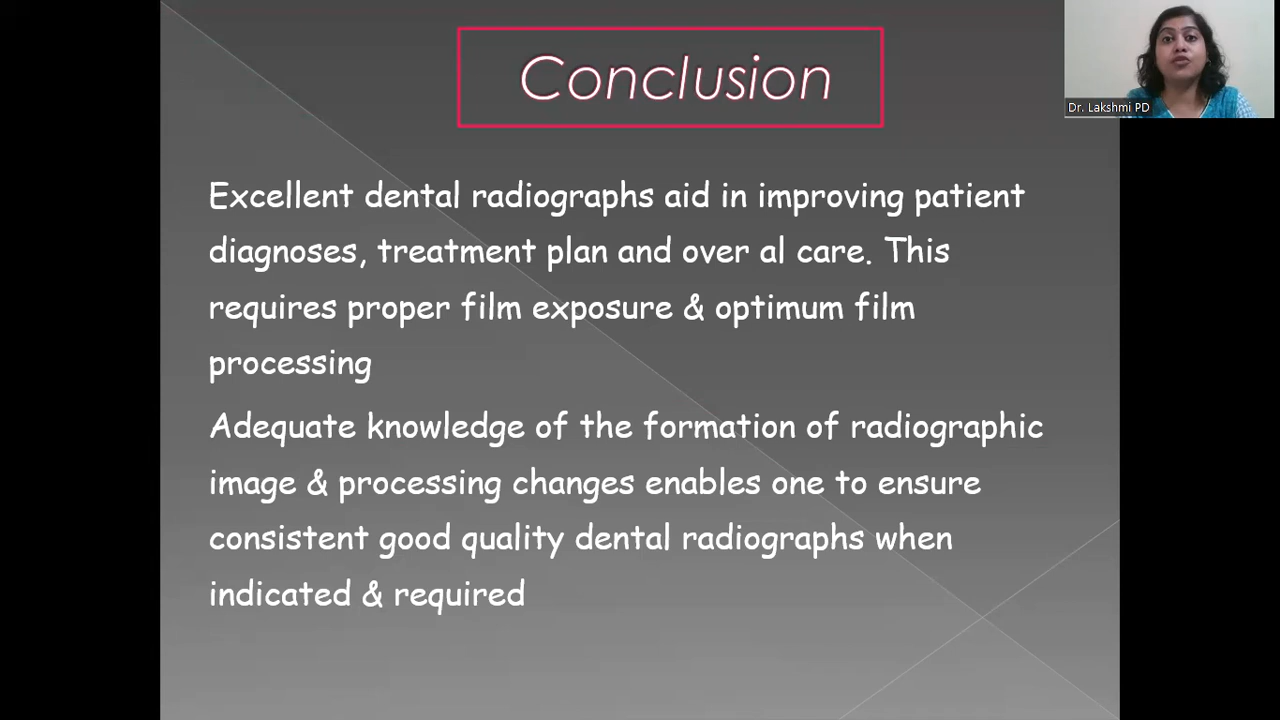 Conclusion
Dr. Lakshmi PD
Excellent dental radiographs aid in improving patient
diagnoses, treatment plan and over al care. This
requires proper film exposure & optimum film
processing
Adequate knowledge of the formation of radiographic
image & processing changes enables one to ensure
consistent good quality dental radiographs when
indicated & required